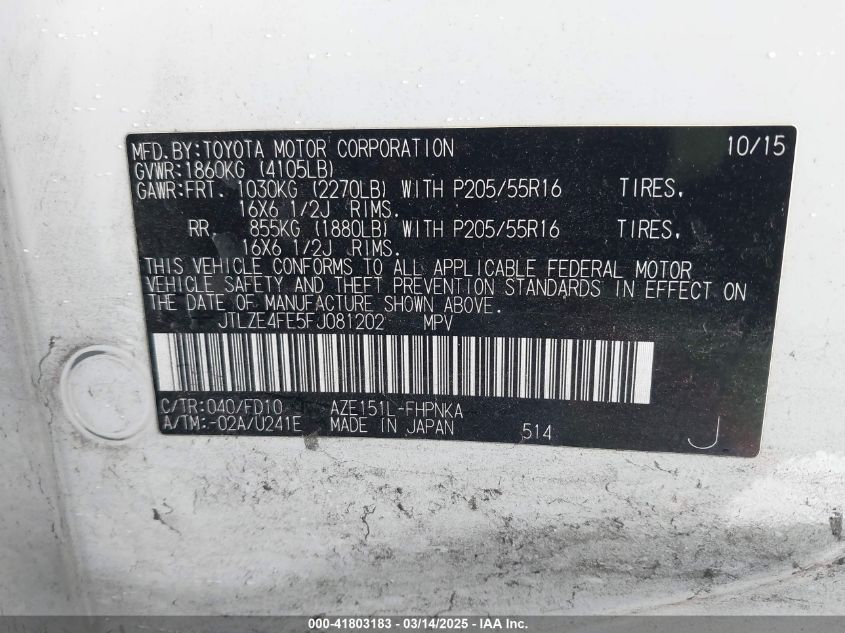 MFD.BY:TOYOTA MOTOR CORPORATION 10/15
GVWR:1860KG (4105LB)
GAWR:FRT. 1030KG (2270LB) WITH P205/55R16 TIRES,
16X6 1/2J RIMS.
RR. 855KG (1880LB) WITH P205/55R16 TIRES,
16X6 1/2J RIMS.
THIS VEHICLE CONFORMS TO ALL APPLICABLE FEDERAL MOTOR
VEHICLE SAFETY AND THEFT PREVENTION STANDARDS IN EFFECT ON
THE DATE OF MANUFACTURE SHOWN ABOVE.
JTLZE4FE5FJ081202 MPV
C/TR:040/FD10 AZE151L-FHPNKA
A/TM:-02A/U241E MADE IN JAPAN 514 J
000-41803183 - 03/14/2025 - IAA Inc.